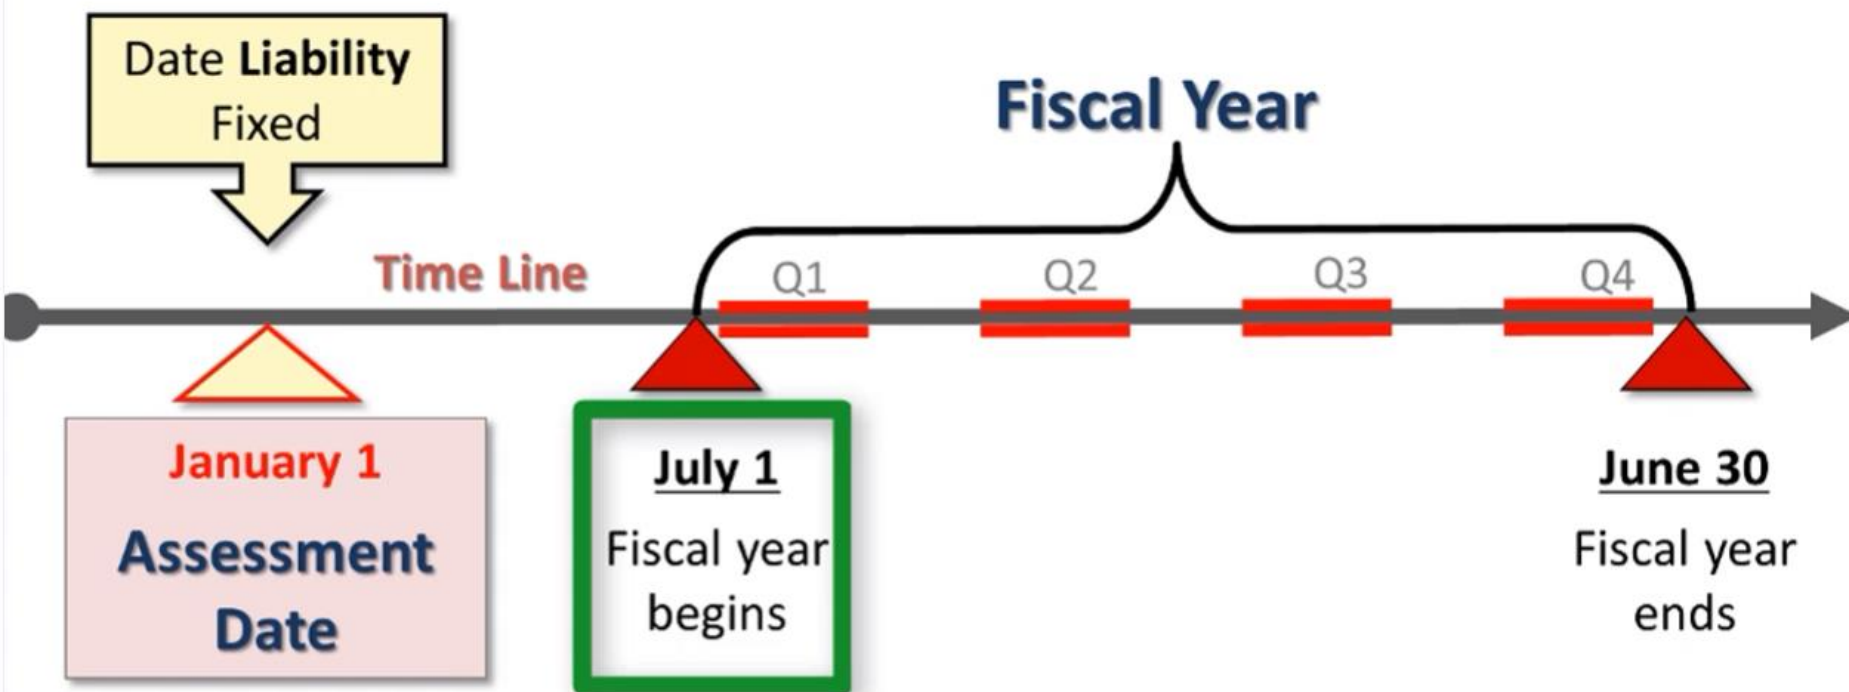 Date Liability
Fixed
Fiscal Year
Time Line
Q1
Q2
Q3
Q4
January 1
Assessment
Date
July 1
Fiscal year
begins
June 30
Fiscal year
ends